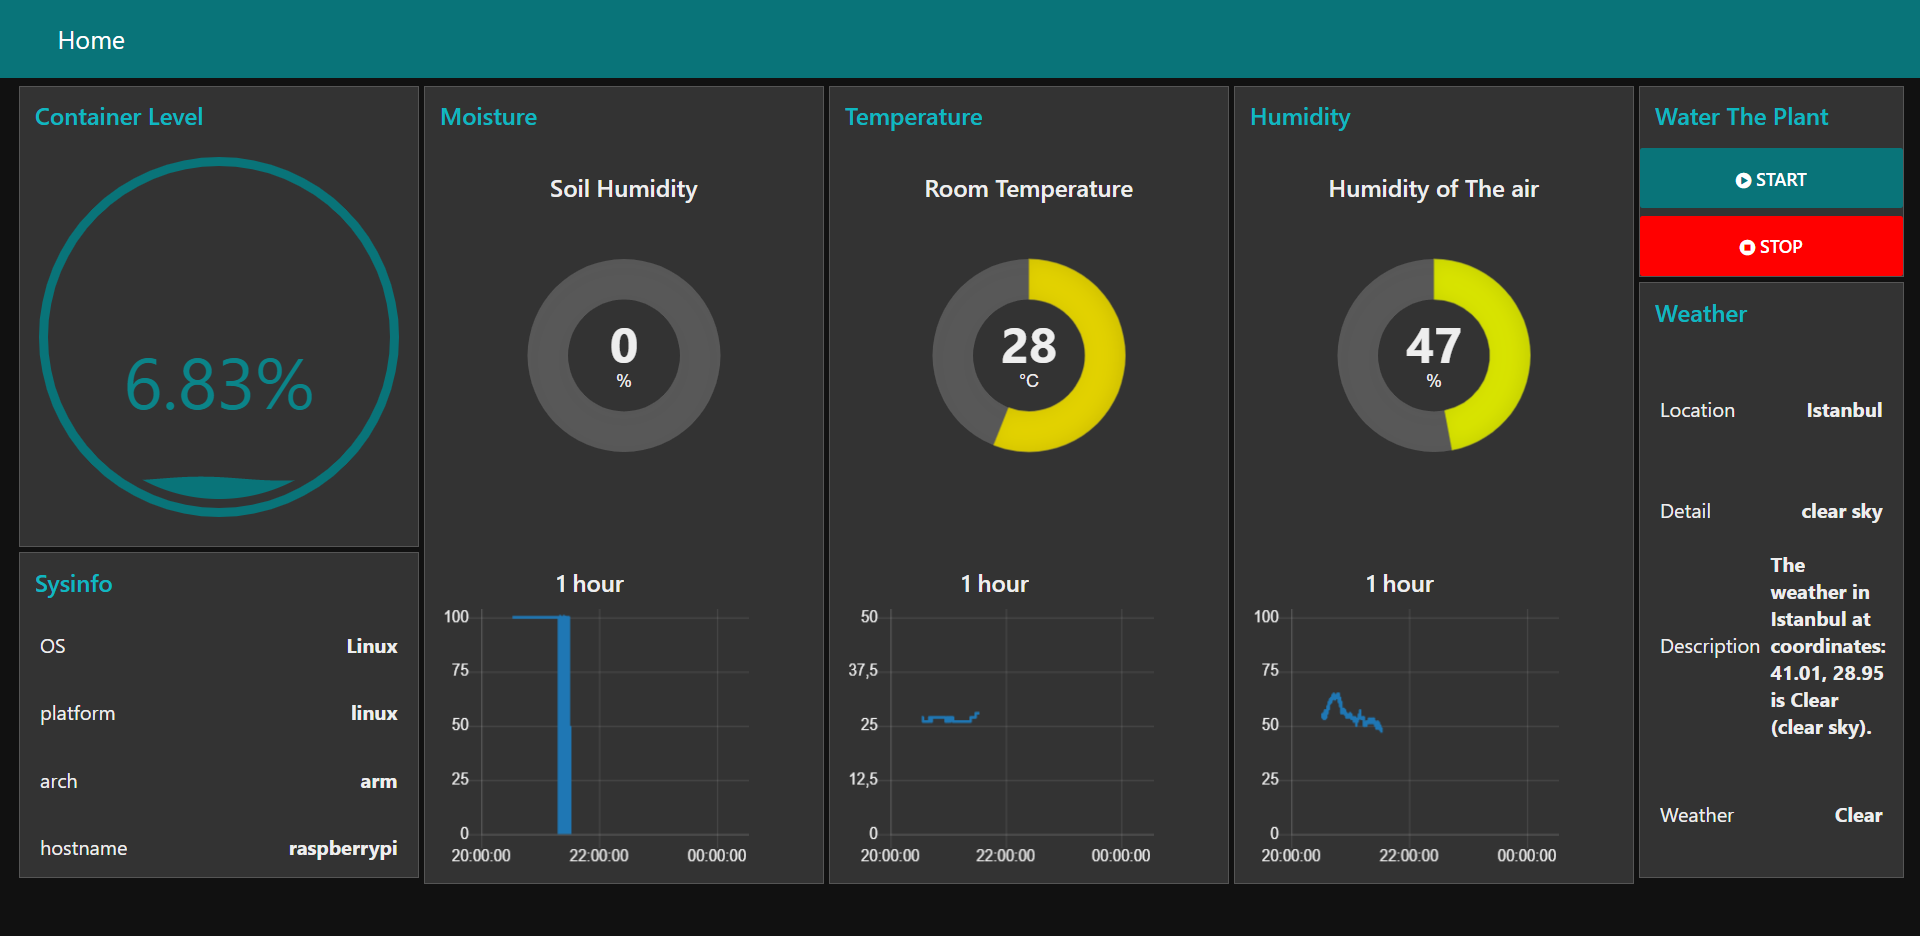 Home
Container Level
6.83%
Sysinfo
OS Linux
platform linux
arch arm
hostname raspberrypi
Moisture
Soil Humidity
0
%
1 hour
100
75
50
25
0
20:00:00 22:00:00 00:00:00
Temperature
Room Temperature
28
°C
1 hour
50
37,5
25
12,5
0
20:00:00 22:00:00 00:00:00
Humidity
Humidity of The air
47
%
1 hour
100
75
50
25
0
20:00:00 22:00:00 00:00:00
Water The Plant
START
STOP
Weather
Location Istanbul
Detail clear sky
Description
The
weather in
Istanbul at
coordinates:
41.01, 28.95
is Clear
(clear sky).
Weather Clear